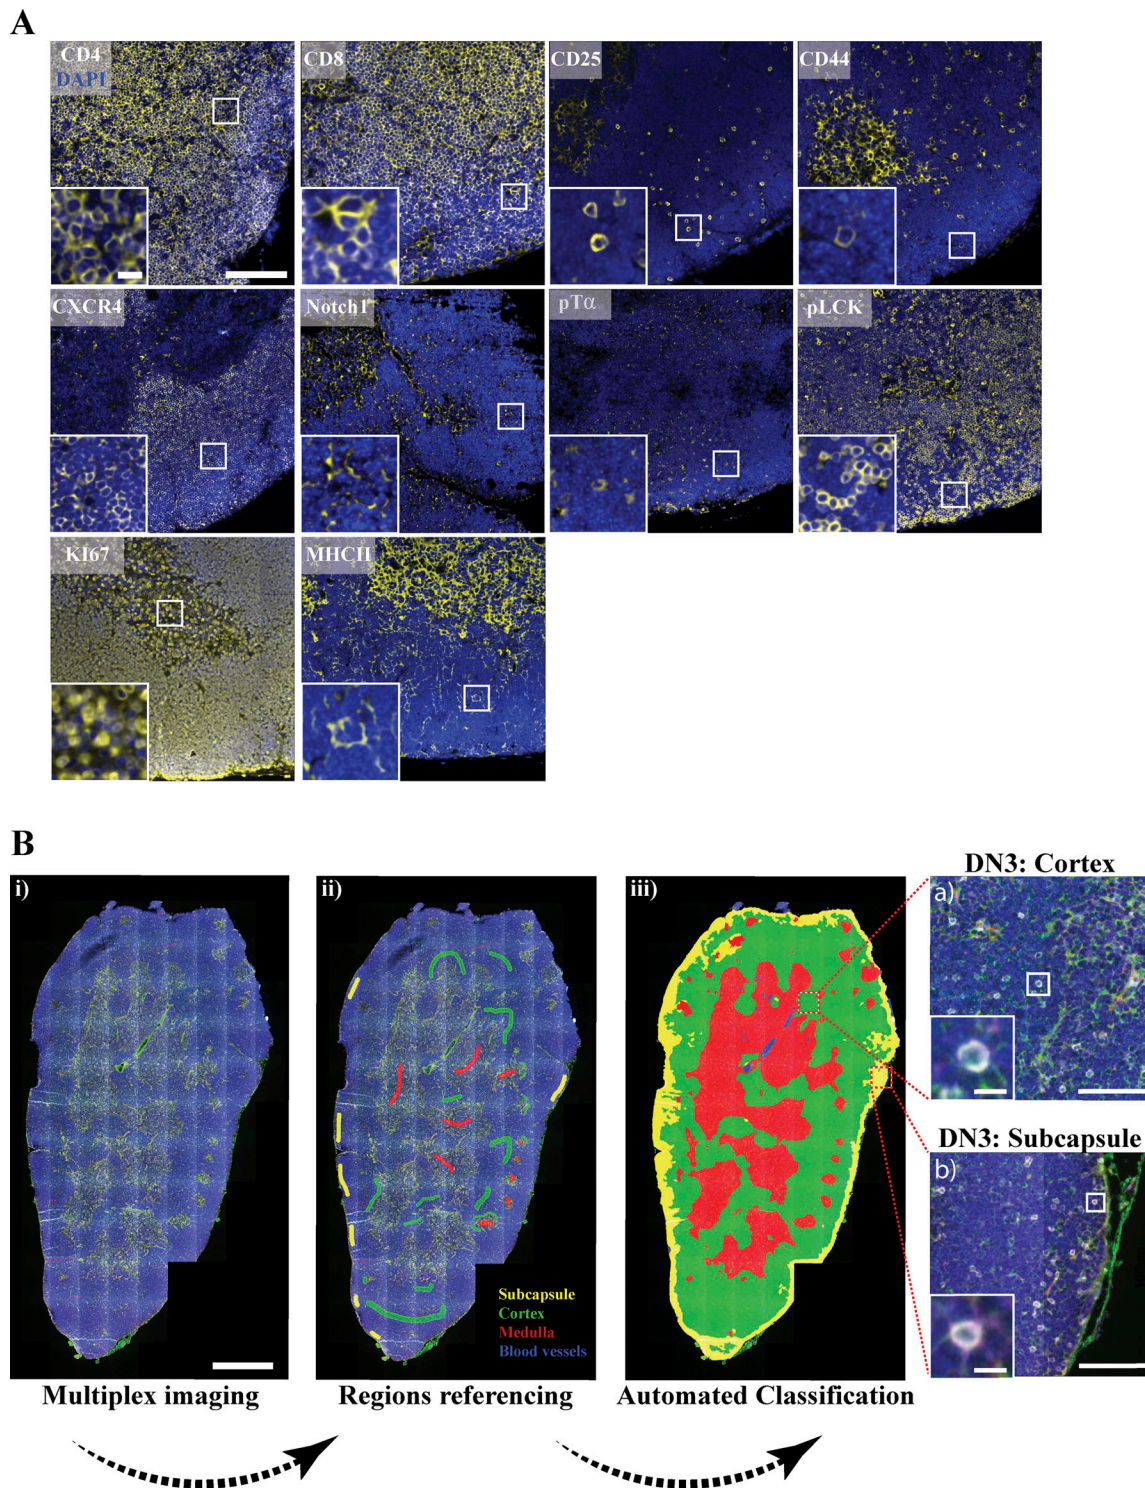 A
CD4
DAPI
CD8
CD25
CD44
CXCR4
Notch1
pTα
pLCK
KI67
MHCII
B
i)
ii)
iii)
Subcapsule
Cortex
Medulla
Blood vessels
DN3: Cortex
a)
DN3: Subcapsule
b)
Multiplex imaging
Regions referencing
Automated Classification